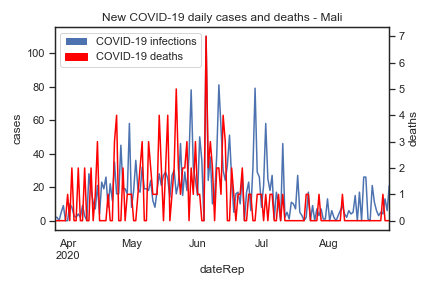 New COVID-19 daily cases and deaths - Mali
COVID-19 infections
COVID-19 deaths
cases
100
80
60
40
20
0
deaths
7
6
5
4
3
2
1
0
Apr
2020
May
Jun
Jul
Aug
dateRep